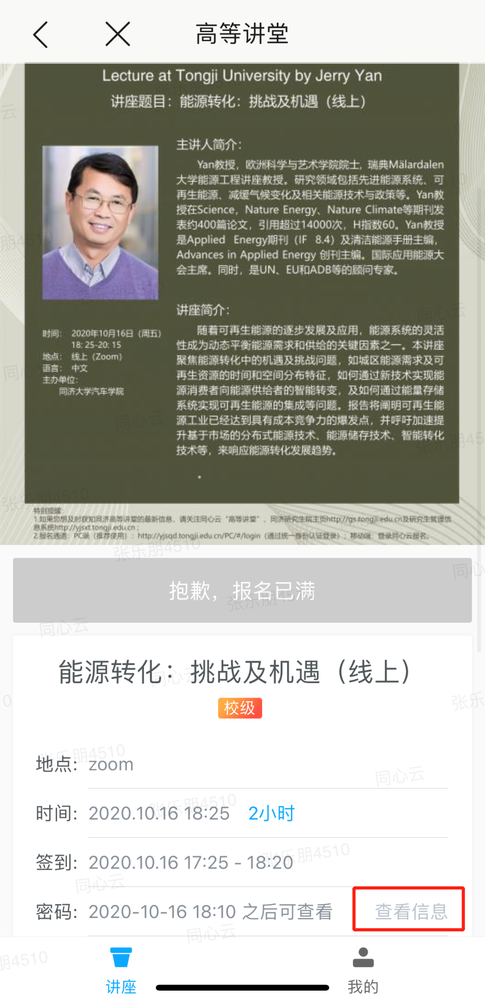 高等讲堂
Lecture at Tongji University by Jerry Yan
讲座题目：能源转化：挑战及机遇（线上）
主讲人简介：
Yan教授，欧洲科学与艺术学院院士, 瑞典Mälardalen
大学能源工程讲座教授。研究领域包括先进能源系统、可
再生能源、减缓气候变化及相关能源技术与政策等。Yan教
授在Science，Nature Energy、Nature Climate等期刊发
表约400篇论文，引用超过14000次，H指数60。Yan教授
是Applied Energy期刊（IF 8.4）及清洁能源手册主编，
Advances in Applied Energy 创刊主编。国际应用能源大
会主席。同时，是UN、EU和ADB等的顾问专家。
讲座简介：
随着可再生能源的逐步发展及应用，能源系统的灵活
性成为动态平衡能源需求和供给的关键因素之一。本讲座
聚焦能源转化中的机遇及挑战问题，如城区能源需求及可
再生资源的时间和空间分布特征，如何通过新技术实现能
源消费者向能源供给者的智能转变，及如何通过能量存储
系统实现可再生能源的集成等问题。报告将阐明可再生能
源工业已经达到具有成本竞争力的爆发点，并呼吁加速提
升基于市场的分布式能源技术、能源储存技术、智能转化
技术等，来响应能源转化发展趋势。
时间： 2020年10月16日（周五）
18: 25-20: 15
地点： 线上（Zoom）
语言： 中文
主办单位：
同济大学汽车学院
特别提醒：
1.如果您想及时获知同济高等讲堂的最新信息，请关注同心云“高等讲堂”、同济研究生院主页http://gs.tongji.edu.cn及研究生管理信
息系统http://yjsxt.tongji.edu.cn；
2.报名通道：PC端（推荐使用）：http://yjsqd.tongji.edu.cn/PC/#/login（通过统一身份认证登录）；移动端：登录同心云报名。
抱歉，报名已满
能源转化：挑战及机遇（线上）
校级
地点: zoom
时间: 2020.10.16 18:25 2小时
签到: 2020.10.16 17:25 - 18:20
密码: 2020-10-16 18:10 之后可查看 查看信息
讲座 我的
张乐朋4510
同心云